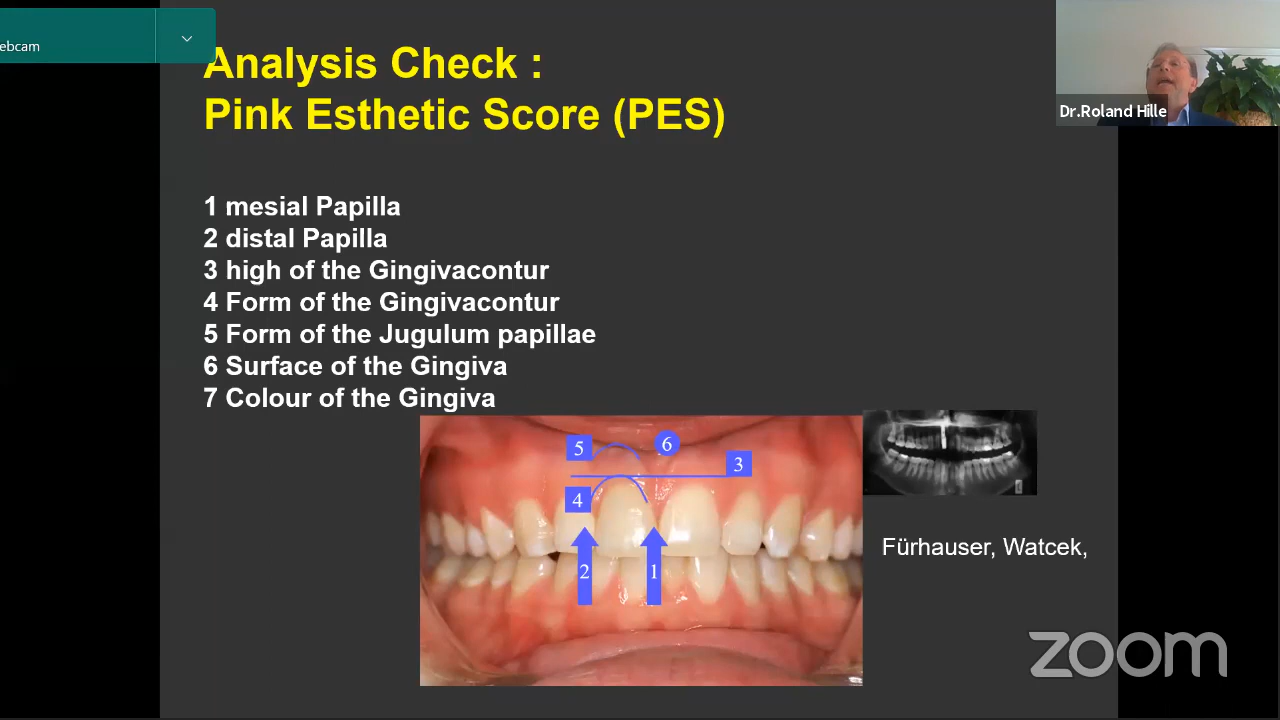 ebcam
Analysis Check :
Pink Esthetic Score (PES)
Dr.Roland Hille
1 mesial Papilla
2 distal Papilla
3 high of the Gingivacontur
4 Form of the Gingivacontur
5 Form of the Jugulum papillae
6 Surface of the Gingiva
7 Colour of the Gingiva
5
6
3
4
2
1
Fürhauser, Watcek,
zoom